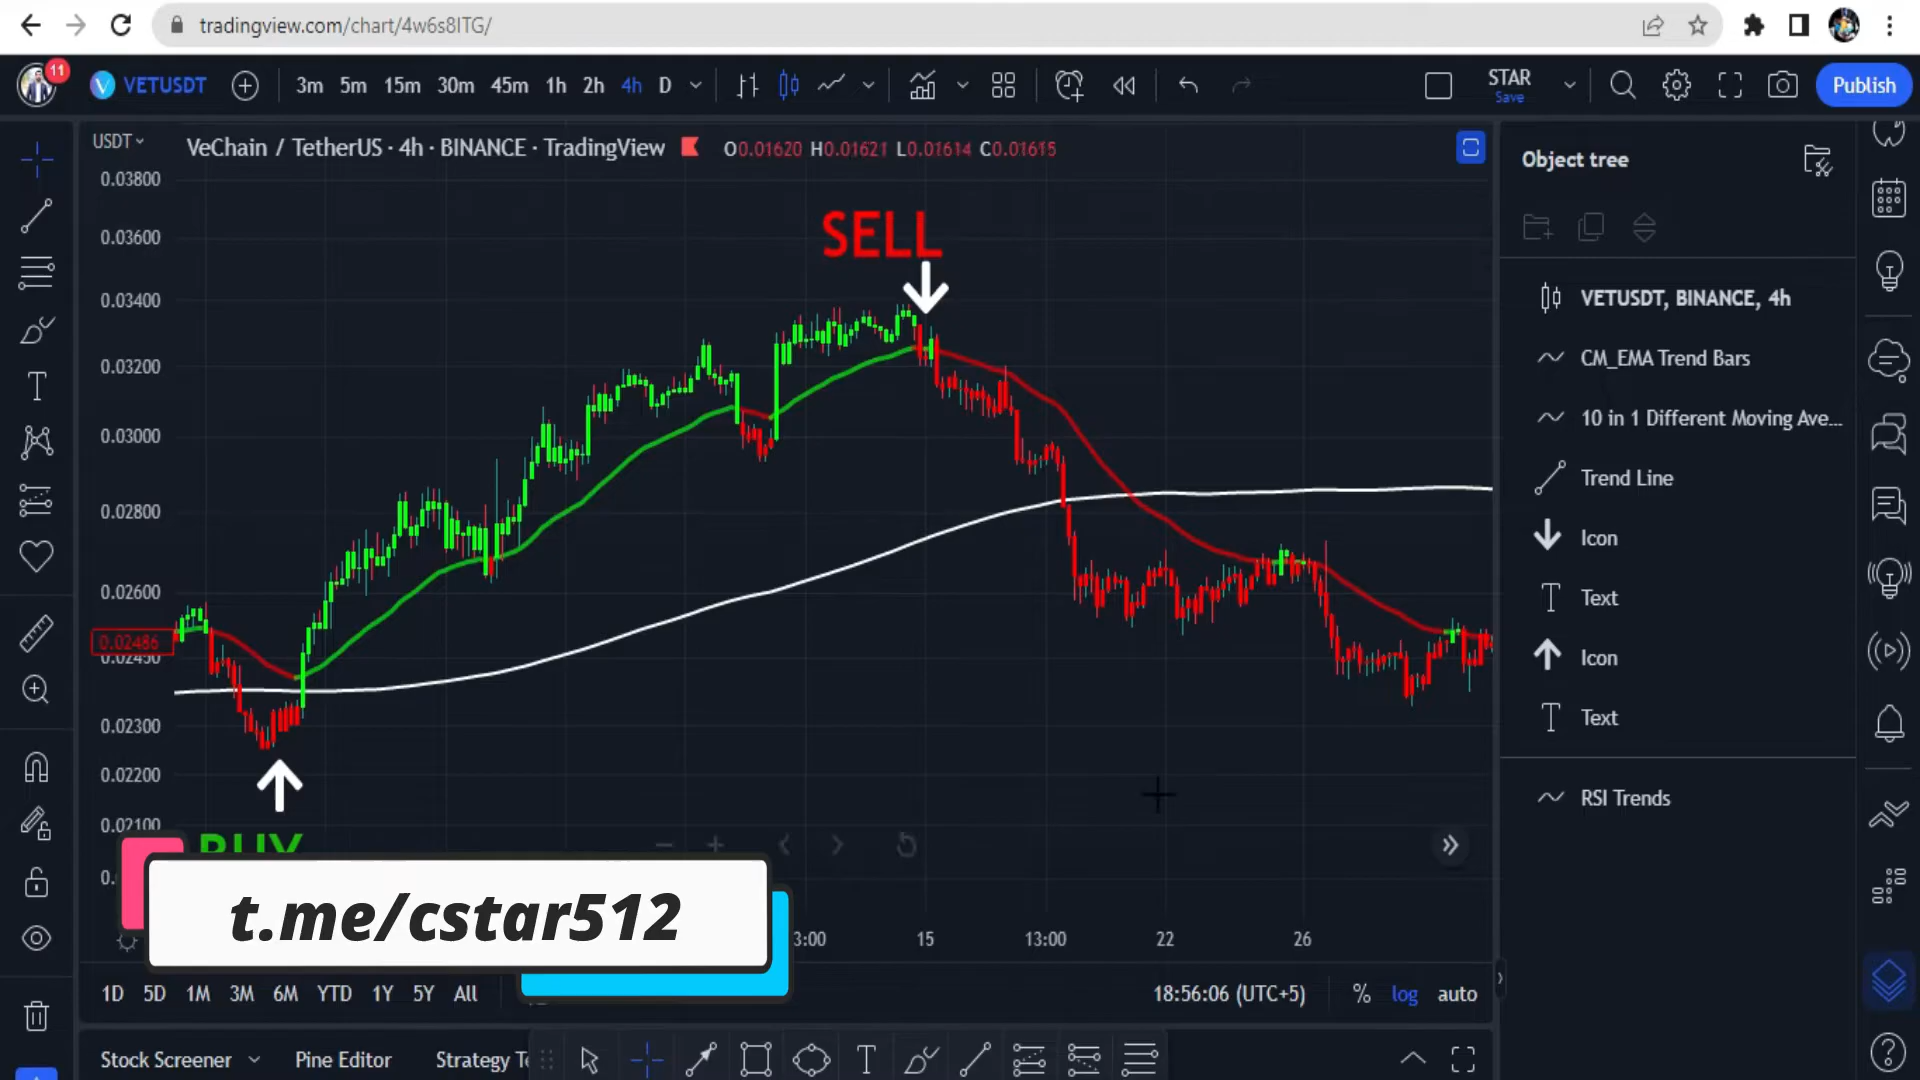 tradingview.com/chart/4w6s8ITG/
11
VETUSDT
3m 5m 15m 30m 45m 1h 2h 4h D
STAR
Save
Publish
USDT
VeChain / TetherUS · 4h · BINANCE · TradingView
O0.01620 H0.01621 L0.01614 C0.01615
Object tree
0.03800
0.03600
0.03400
0.03200
0.03000
0.02800
0.02600
0.02486
0.02450
0.02300
0.02200
0.02100
SELL
BUY
VETUSDT, BINANCE, 4h
CM_EMA Trend Bars
10 in 1 Different Moving Ave...
Trend Line
Icon
Text
Icon
Text
RSI Trends
t.me/cstar512
15 13:00 22 26
1D 5D 1M 3M 6M YTD 1Y 5Y All
18:56:06 (UTC+5) % log auto
Stock Screener Pine Editor Strategy